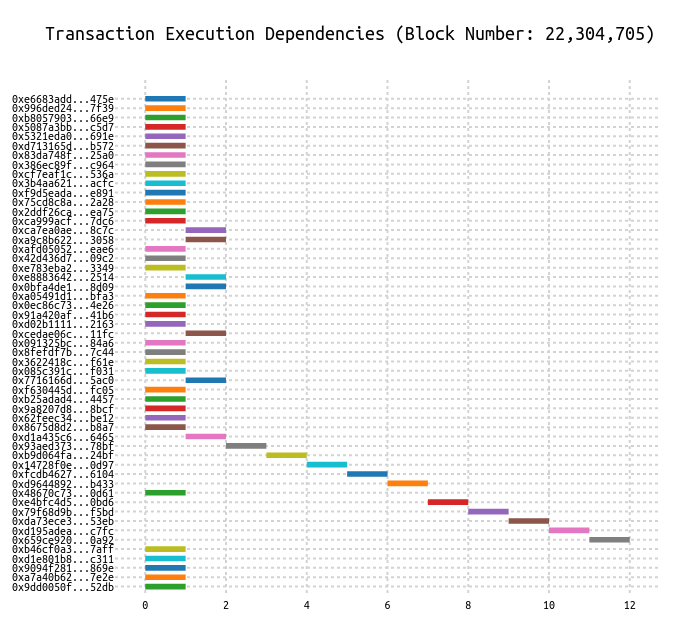 Transaction Execution Dependencies (Block Number: 22,304,705)
0xe6683add...475e
0x996ded24...7f39
0xb8057903...66e9
0x5087a3bb...c5d7
0x5321eda0...691e
0xd713165d...b572
0x83da748f...25a0
0x386ec89f...c964
0xcf7eaf1c...536a
0x3b4aa621...acfc
0xf9d5eada...e891
0x75cd8c8a...2a28
0x2ddf26ca...ea75
0xca999acf...7dc6
0xca7ea0ae...8c7c
0xa9c8b622...3058
0xafd05052...eae6
0x42d436d7...09c2
0xe783eba2...3349
0xe8883642...2514
0x0bfa4de1...8d09
0xa05491d1...bfa3
0x0ec86c73...4e26
0x91a420af...41b6
0xd02b1111...2163
0xcedae06c...11fc
0x091325bc...84a6
0x8fefdf7b...7c44
0x3622418c...f61e
0x085c391c...f031
0x7716166d...5ac0
0xf630445d...fc05
0xb25adad4...4457
0x9a8207d8...8bcf
0x62feec34...be12
0x8675d8d2...b8a7
0xd1a435c6...6465
0x93aed373...78bf
0xb9d064fa...24bf
0x14728f0e...0d97
0xfcdb4627...6104
0xd9644892...b433
0x48670c73...0d61
0xe4bfc4d5...0bd6
0x79f68d9b...f5bd
0xda73ece3...53eb
0xd195adea...c7fc
0x659ce920...0a92
0xb46cf0a3...7aff
0xd1e801b8...c311
0x9094f281...869e
0xa7a40b62...7e2e
0x9dd0050f...52db
0 2 4 6 8 10 12